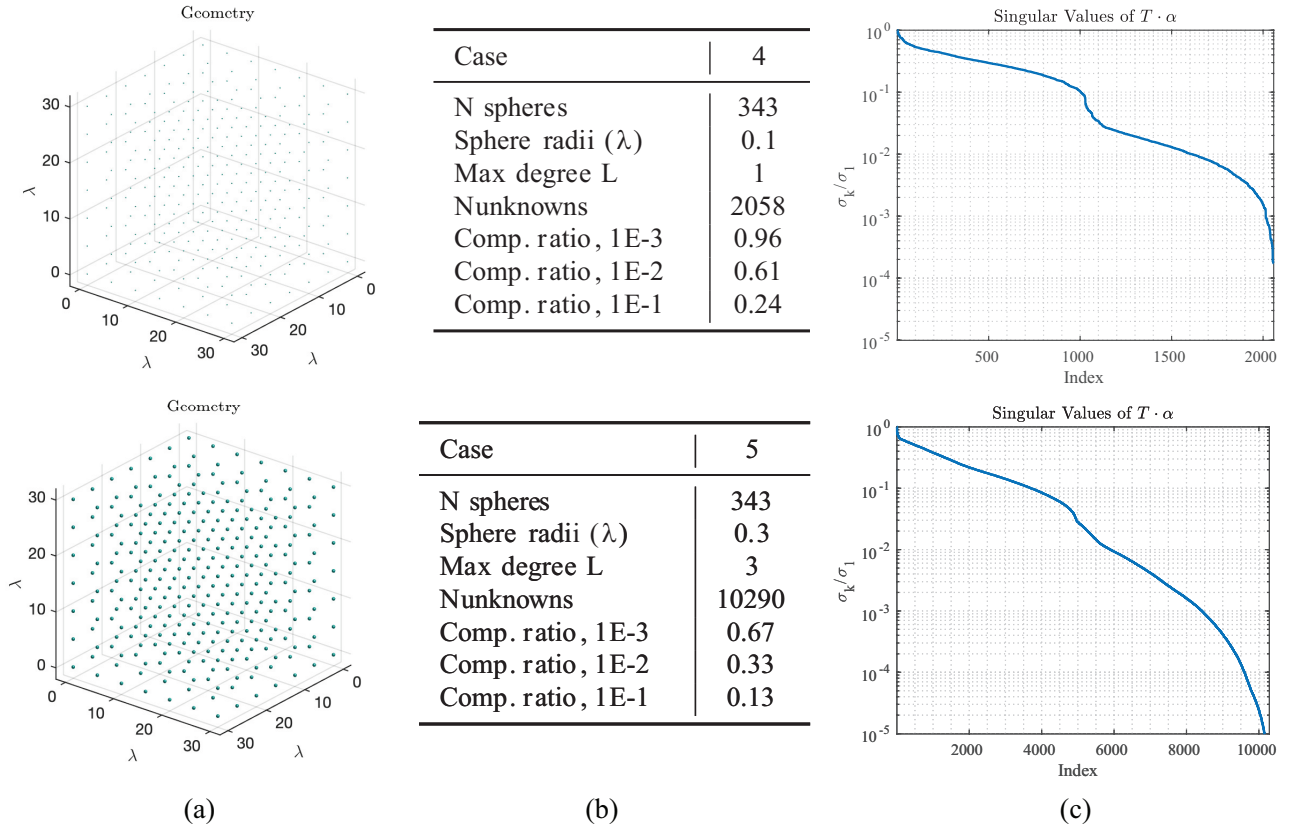 Geometry
λ
30
20
10
0
0
10
20
30
λ
0
10
20
30
λ
Case 4
N spheres 343
Sphere radii (λ) 0.1
Max degree L 1
Nunknowns 2058
Comp. ratio, 1E-3 0.96
Comp. ratio, 1E-2 0.61
Comp. ratio, 1E-1 0.24
Singular Values of T · α
σk/σ1
10^0
10^-1
10^-2
10^-3
10^-4
10^-5
500 1000 1500 2000
Index
Geometry
λ
30
20
10
0
0
10
20
30
λ
0
10
20
30
λ
Case 5
N spheres 343
Sphere radii (λ) 0.3
Max degree L 3
Nunknowns 10290
Comp. ratio, 1E-3 0.67
Comp. ratio, 1E-2 0.33
Comp. ratio, 1E-1 0.13
Singular Values of T · α
σk/σ1
10^0
10^-1
10^-2
10^-3
10^-4
10^-5
2000 4000 6000 8000 10000
Index
(a) (b) (c)